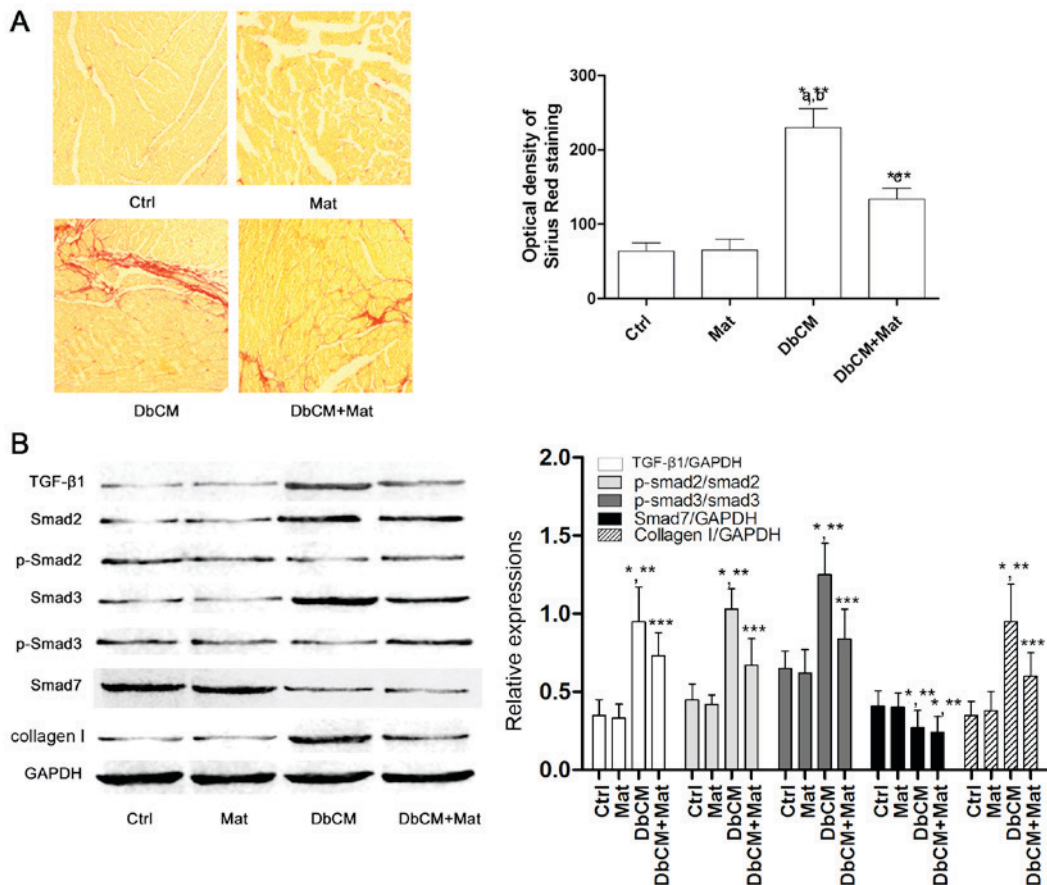 A
Ctrl
Mat
DbCM
DbCM+Mat
Optical density of
Sirius Red staining
300
200
100
0
*,**
a,b
***
c
Ctrl
Mat
DbCM
DbCM+Mat
B
TGF-β1
Smad2
p-Smad2
Smad3
p-Smad3
Smad7
collagen I
GAPDH
Ctrl
Mat
DbCM
DbCM+Mat
Relative expressions
2.0
1.5
1.0
0.5
0.0
TGF-β1/GAPDH
p-smad2/smad2
p-smad3/smad3
Smad7/GAPDH
Collagen I/GAPDH
*,**
***
*,**
***
*,**
***
*,**
*,**
*,**
***
Ctrl
Mat
DbCM
DbCM+Mat
Ctrl
Mat
DbCM
DbCM+Mat
Ctrl
Mat
DbCM
DbCM+Mat
Ctrl
Mat
DbCM
DbCM+Mat
Ctrl
Mat
DbCM
DbCM+Mat